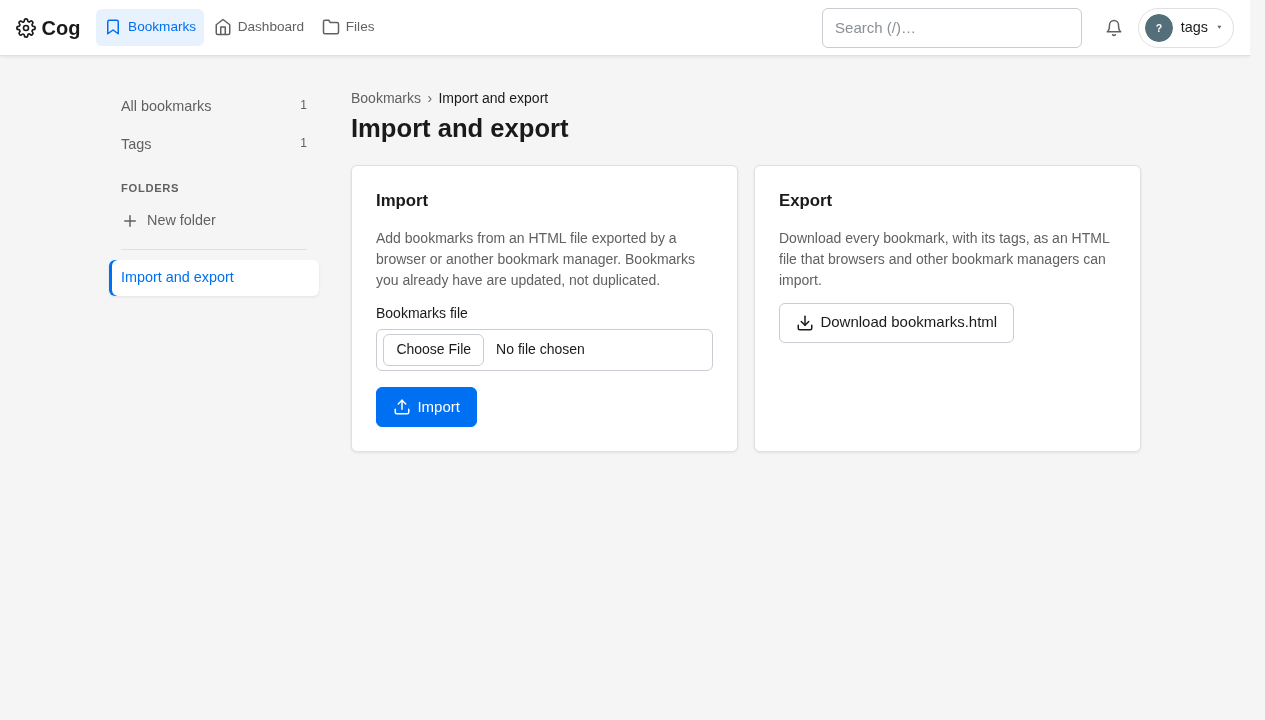 Cog
Bookmarks
Dashboard
Files
Search (/)…
?
tags
All bookmarks 1
Tags 1
FOLDERS
New folder
Import and export
Bookmarks › Import and export
Import and export
Import
Add bookmarks from an HTML file exported by a
browser or another bookmark manager. Bookmarks
you already have are updated, not duplicated.
Bookmarks file
Choose File No file chosen
Import
Export
Download every bookmark, with its tags, as an HTML
file that browsers and other bookmark managers can
import.
Download bookmarks.html